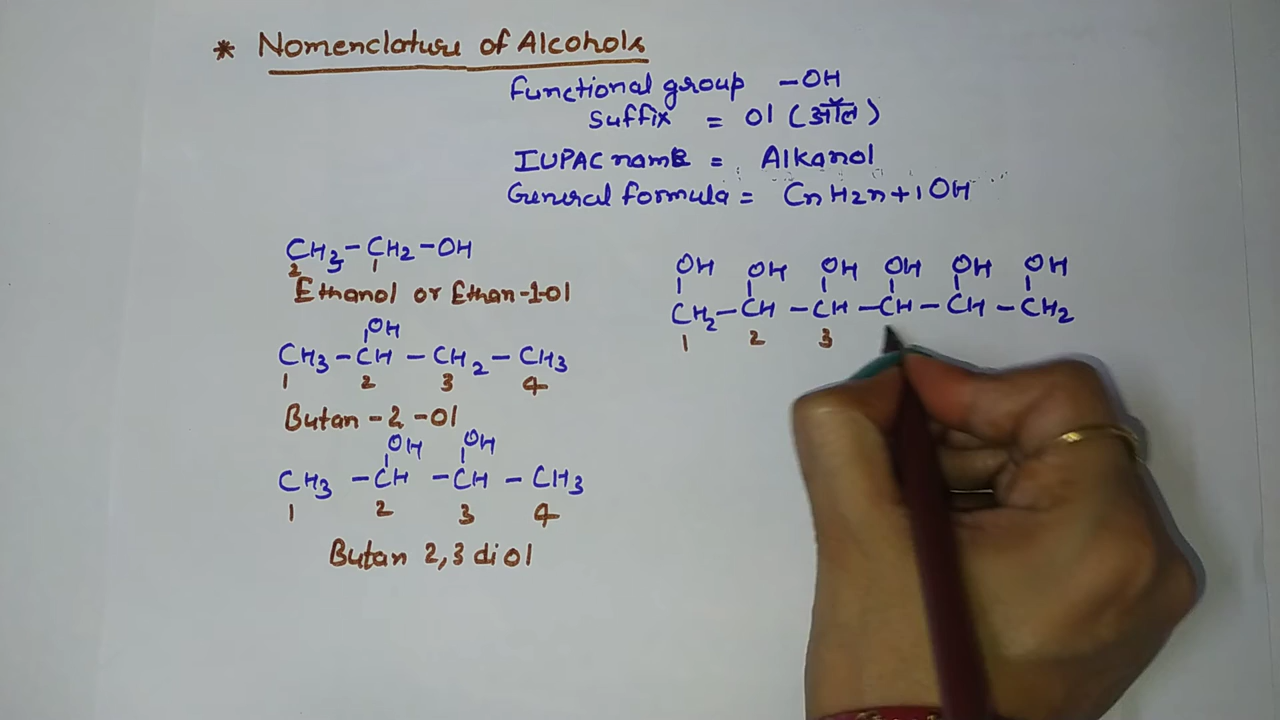 * Nomenclature of Alcohols
Functional group -OH
Suffix = ol (ऑल)
IUPAC name = Alkanol
General formula = CnH2n+1OH
CH3-CH2-OH
2 1
Ethanol or Ethan-1-ol
OH
CH3-CH-CH2-CH3
1 2 3 4
Butan-2-ol
OH OH
CH3-CH-CH-CH3
1 2 3 4
Butan 2,3 diol
OH OH OH OH OH OH
CH2-CH-CH-CH-CH-CH2
1 2 3